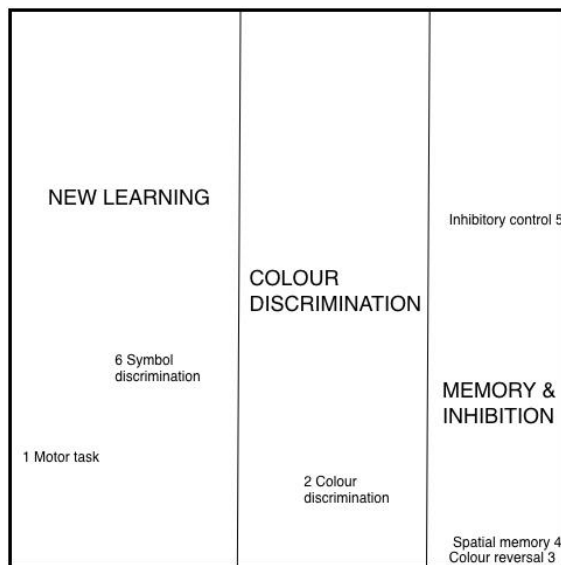 NEW LEARNING
6 Symbol
discrimination
1 Motor task
COLOUR
DISCRIMINATION
2 Colour
discrimination
Inhibitory control 5
MEMORY &
INHIBITION
Spatial memory 4
Colour reversal 3